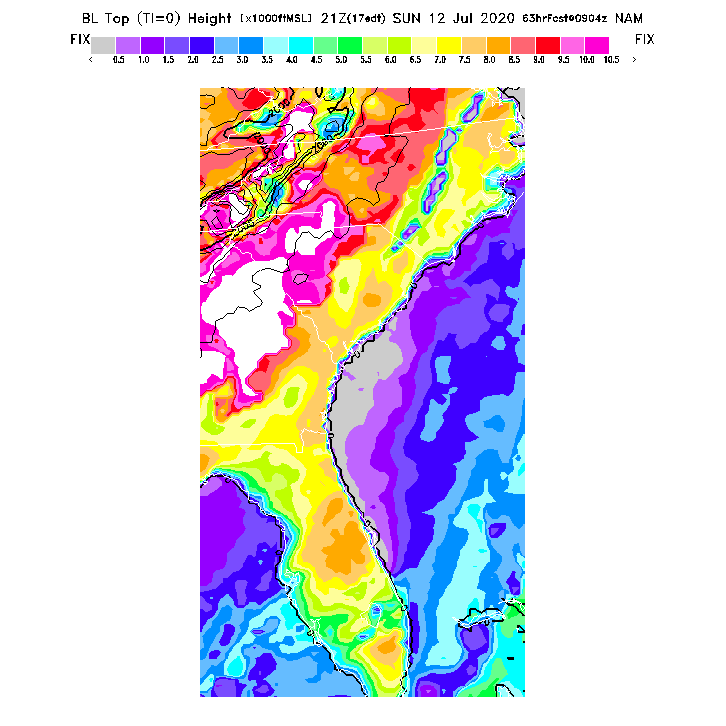 BL Top (TI=0) Height [x1000ftMSL] 21Z(17edt) SUN 12 Jul 2020 63hrFcst@0904z NAM
FIX FIX
< 0.5 1.0 1.5 2.0 2.5 3.0 3.5 4.0 4.5 5.0 5.5 6.0 6.5 7.0 7.5 8.0 8.5 9.0 9.5 10.0 10.5 >